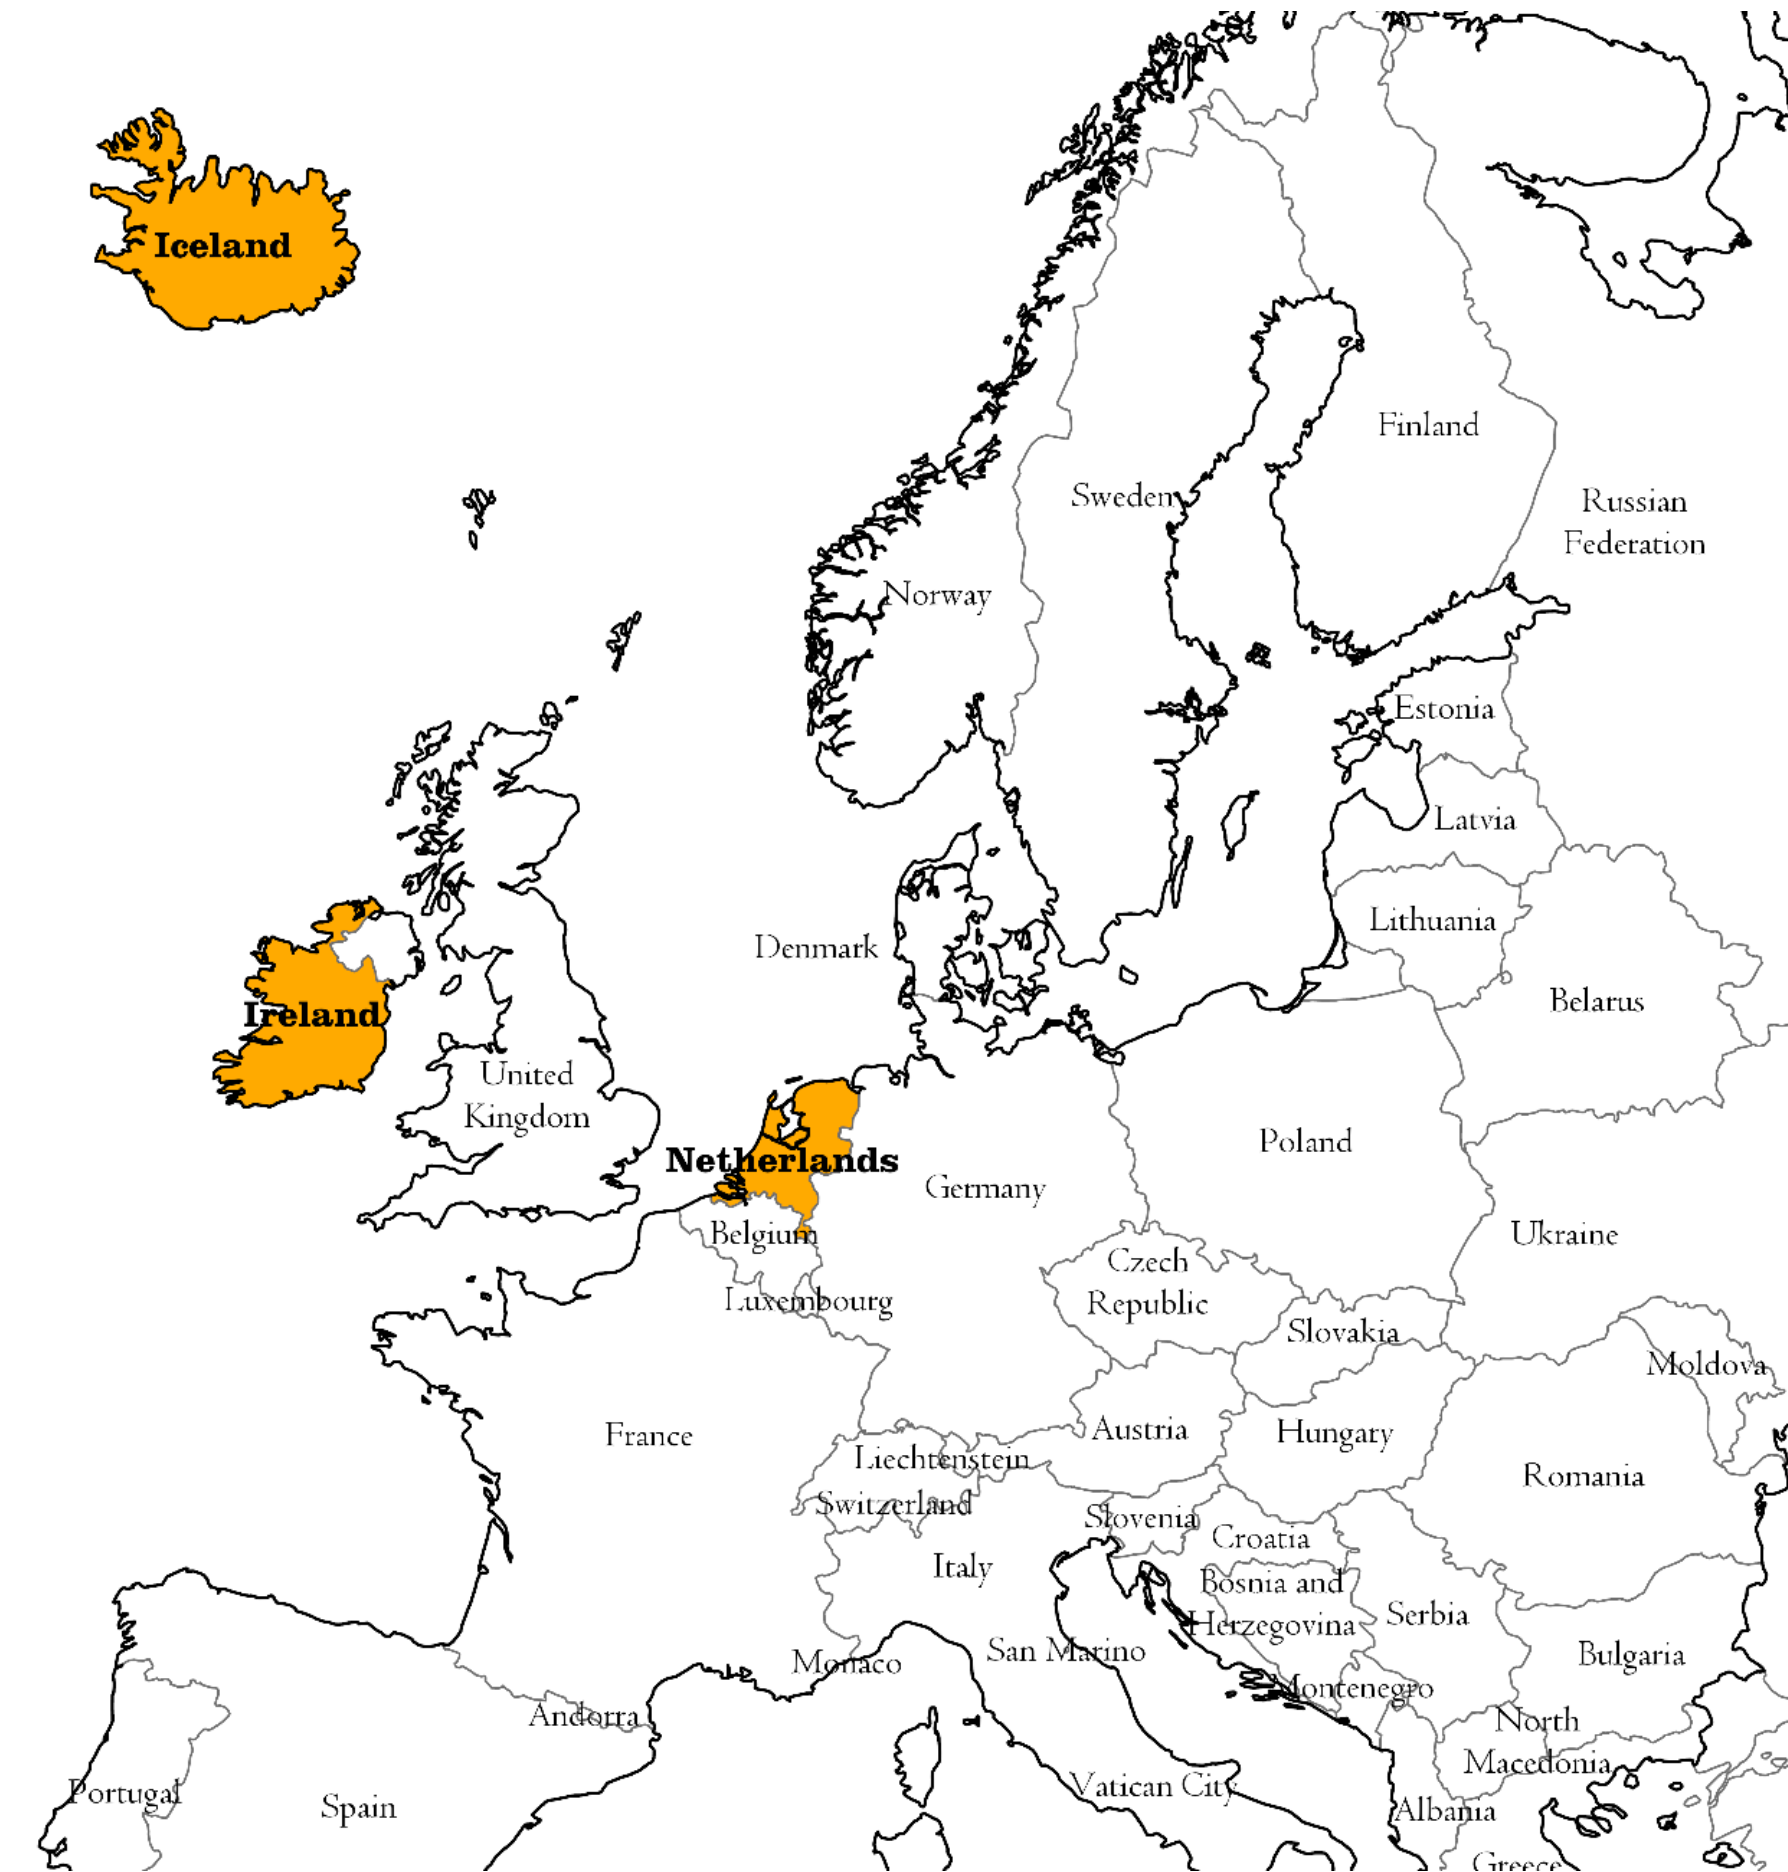 Iceland
Finland
Sweden
Russian
Federation
Norway
Estonia
Latvia
Lithuania
Denmark
Belarus
Ireland
United
Kingdom
Poland
Netherlands
Germany
Belgium
Ukraine
Czech
Republic
Luxembourg
Slovakia
Moldova
Austria
France
Hungary
Liechtenstein
Romania
Switzerland
Slovenia
Croatia
Italy
Bosnia and
Herzegovina
Serbia
San Marino
Bulgaria
Monaco
Montenegro
Andorra
North
Macedonia
Vatican City
Portugal
Spain
Albania
Greece